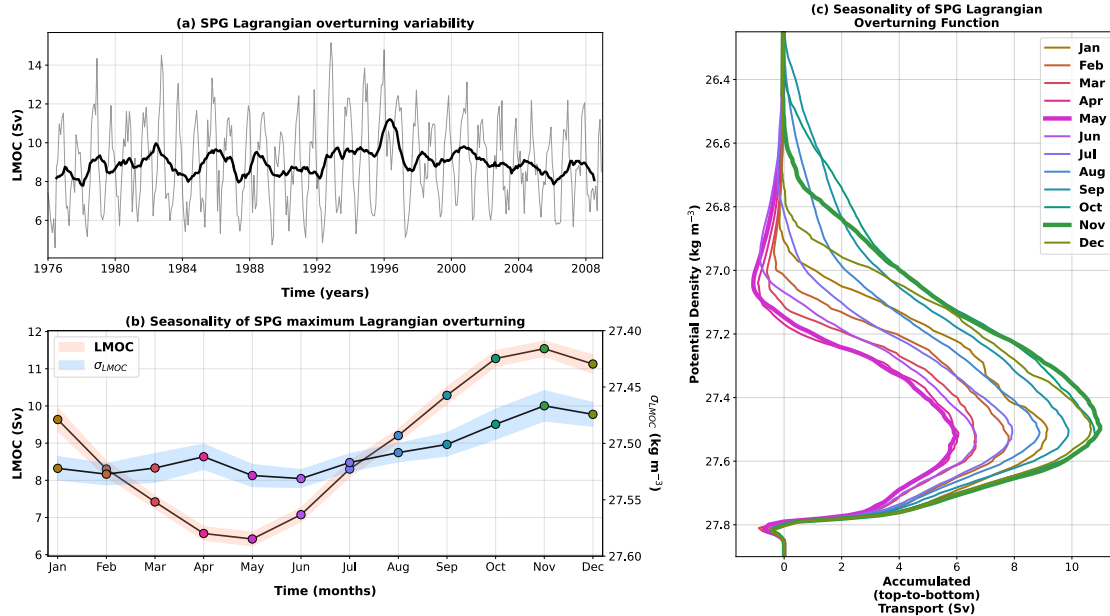 (a) SPG Lagrangian overturning variability
LMOC (Sv)
14
12
10
8
6
1976
1980
1984
1988
1992
1996
2000
2004
2008
Time (years)
(b) Seasonality of SPG maximum Lagrangian overturning
LMOC (Sv)
12
11
10
9
8
7
6
LMOC
σLMOC
27.40
27.45
27.50
27.55
27.60
σLMOC (kg m−3)
Jan
Feb
Mar
Apr
May
Jun
Jul
Aug
Sep
Oct
Nov
Dec
Time (months)
(c) Seasonality of SPG Lagrangian
Overturning Function
Potential Density (kg m−3)
26.4
26.6
26.8
27.0
27.2
27.4
27.6
27.8
Jan
Feb
Mar
Apr
May
Jun
Jul
Aug
Sep
Oct
Nov
Dec
0
2
4
6
8
10
Accumulated
(top-to-bottom)
Transport (Sv)